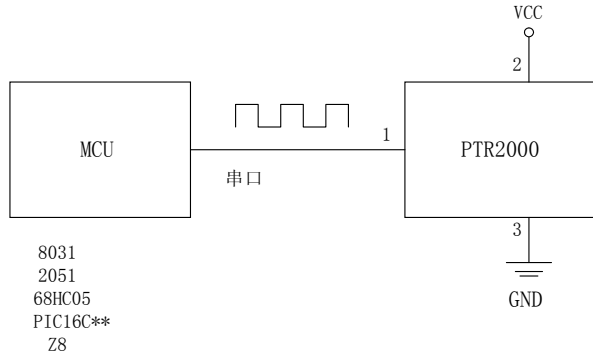 VCC
2
MCU
1
PTR2000
串口
3
8031
2051
68HC05
PIC16C**
Z8
GND